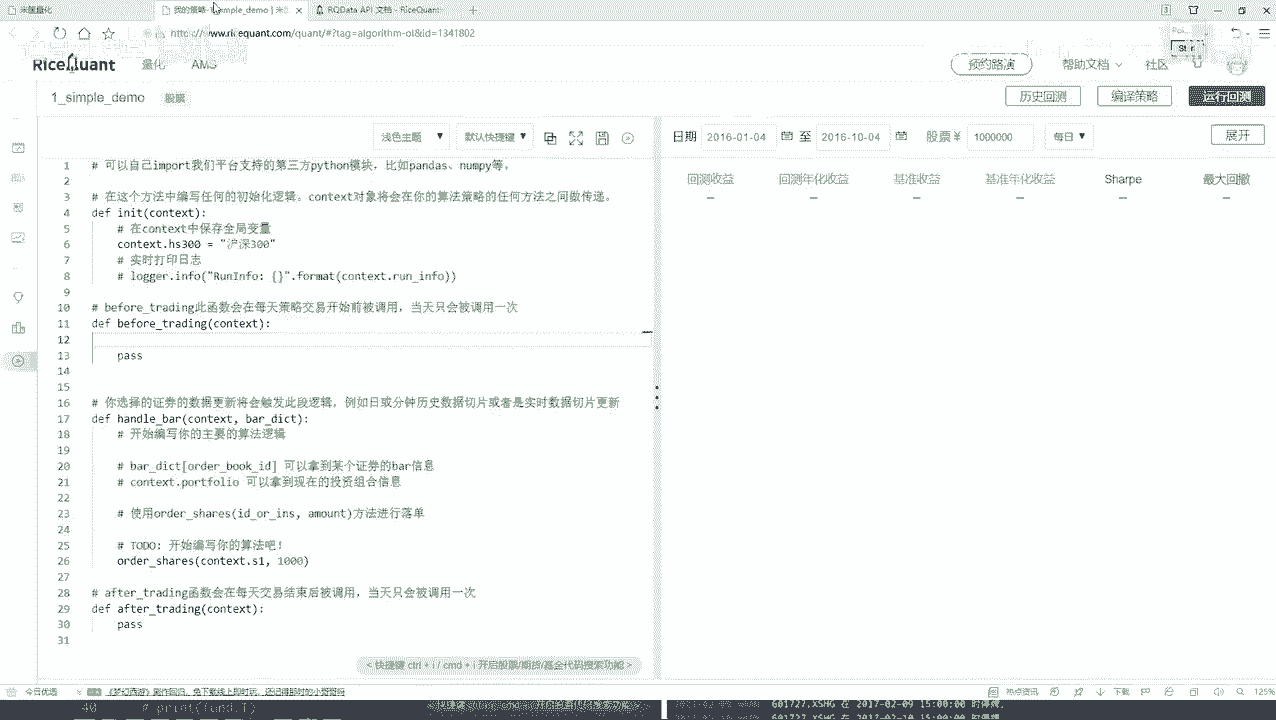 米筐量化
我的策略-1_simple_demo | 米筐
RQData API 文档 - RiceQuant
https://www.ricequant.com/quant/#?tag=algorithm-ol&id=1341802
RiceQuant 量化 AMS 预约路演 帮助文档 社区
1_simple_demo 股票 历史回测 编译策略 运行回测
浅色主题 默认快捷键 日期 2016-01-04 至 2016-10-04 股票 ¥ 1000000 每日 展开
回测收益 回测年化收益 基准收益 基准年化收益 Sharpe 最大回撤
— — — — — —
1 # 可以自己import我们平台支持的第三方python模块，比如pandas、numpy等。
2
3 # 在这个方法中编写任何的初始化逻辑。context对象将会在你的算法策略的任何方法之间做传递。
4 def init(context):
5 # 在context中保存全局变量
6 context.hs300 = "沪深300"
7 # 实时打印日志
8 # logger.info("RunInfo: {}".format(context.run_info))
9
10 # before_trading此函数会在每天策略交易开始前被调用，当天只会被调用一次
11 def before_trading(context):
12
13 pass
14
15
16 # 你选择的证券的数据更新将会触发此段逻辑，例如日或分钟历史数据切片或者是实时数据切片更新
17 def handle_bar(context, bar_dict):
18 # 开始编写你的主要的算法逻辑
19
20 # bar_dict[order_book_id] 可以拿到某个证券的bar信息
21 # context.portfolio 可以拿到现在的投资组合信息
22
23 # 使用order_shares(id_or_ins, amount)方法进行落单
24
25 # TODO: 开始编写你的算法吧！
26 order_shares(context.s1, 1000)
27
28 # after_trading函数会在每天交易结束后被调用，当天只会被调用一次
29 def after_trading(context):
30 pass
31
< 快捷键 ctrl + i / cmd + i 开启股票/期货/基金代码搜索功能 >
今日优选 热点资讯 下载 125%
40 # print(fund.T)
601727.XSHG 在 2017-02-09 15:00:00 时停牌.